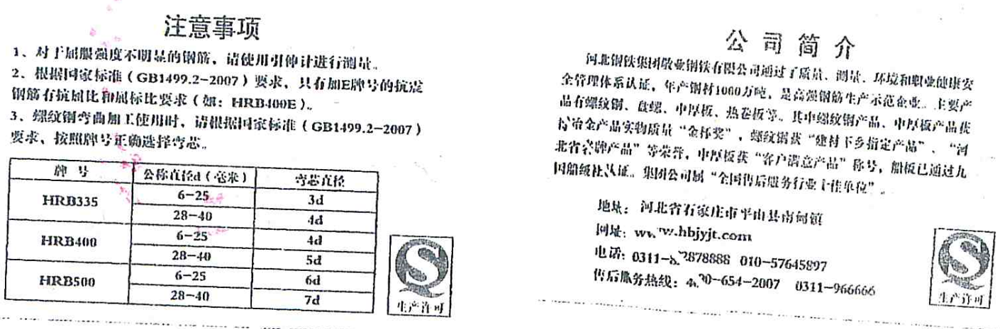 注意事项
1、对于屈服强度不明显的钢筋，请使用引伸计进行测量。
2、根据国家标准（GB1499.2-2007）要求，只有加E牌号的抗震
钢筋有抗屈比和屈标比要求（如：HRB400E）。
3、螺纹钢弯曲加工使用时，请根据国家标准（GB1499.2-2007）
要求，按照牌号正确选择弯芯。
牌 号 公称直径d（毫米） 弯芯直径
HRB335 6-25 3d
28-40 4d
HRB400 6-25 4d
28-40 5d
HRB500 6-25 6d
28-40 7d
生产许可
公司简介
河北钢铁集团敬业钢铁有限公司通过了质量、测量、环境和职业健康安
全管理体系认证，年产钢材1000万吨，是高强钢筋生产示范企业。主要产
品有螺纹钢、盘螺、中厚板、热卷板等。其中螺纹钢产品、中厚板产品获
得冶金产品实物质量“金杯奖”，螺纹钢获“建材下乡指定产品”、“河
北省名牌产品”等荣誉，中厚板获“客户满意产品”称号，船板已通过九
国船级社认证。集团公司属“全国售后服务行业十佳单位”。
地址：河北省石家庄市平山县南甸镇
网址：www.hbjyjt.com
电话：0311- 2878888 010-57645897
售后服务热线： 0-654-2007 0311-966666
生产许可